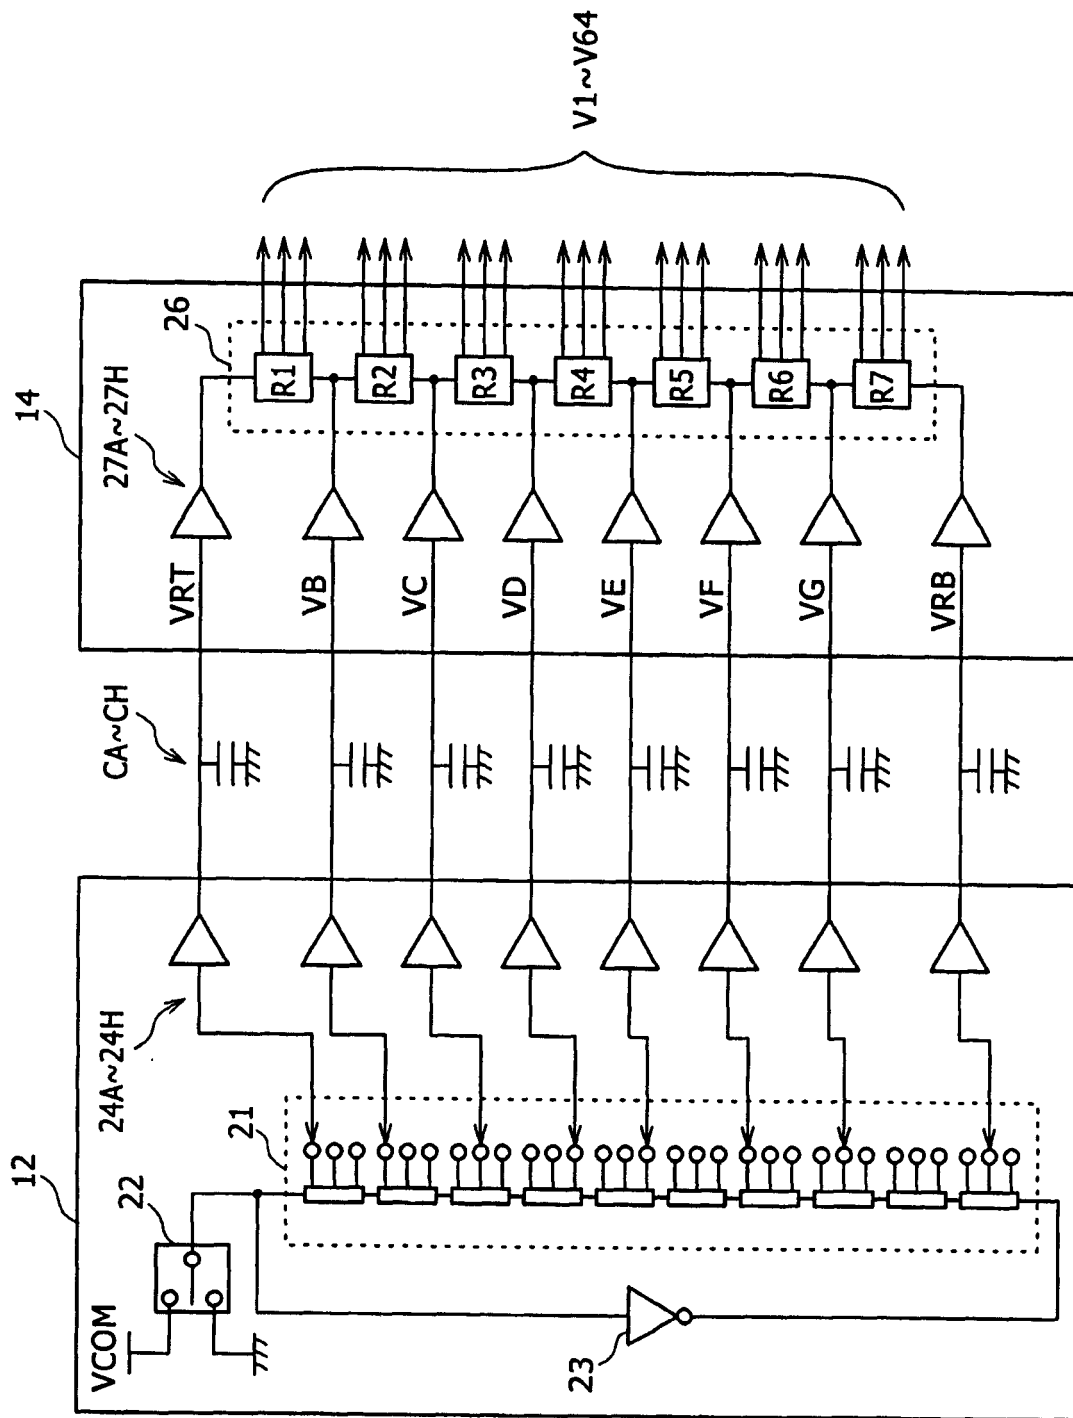 12
VCOM
22
23
21
24A~24H
CA~CH
14
27A~27H
26
VRT
VB
VC
VD
VE
VF
VG
VRB
R1
R2
R3
R4
R5
R6
R7
V1~V64